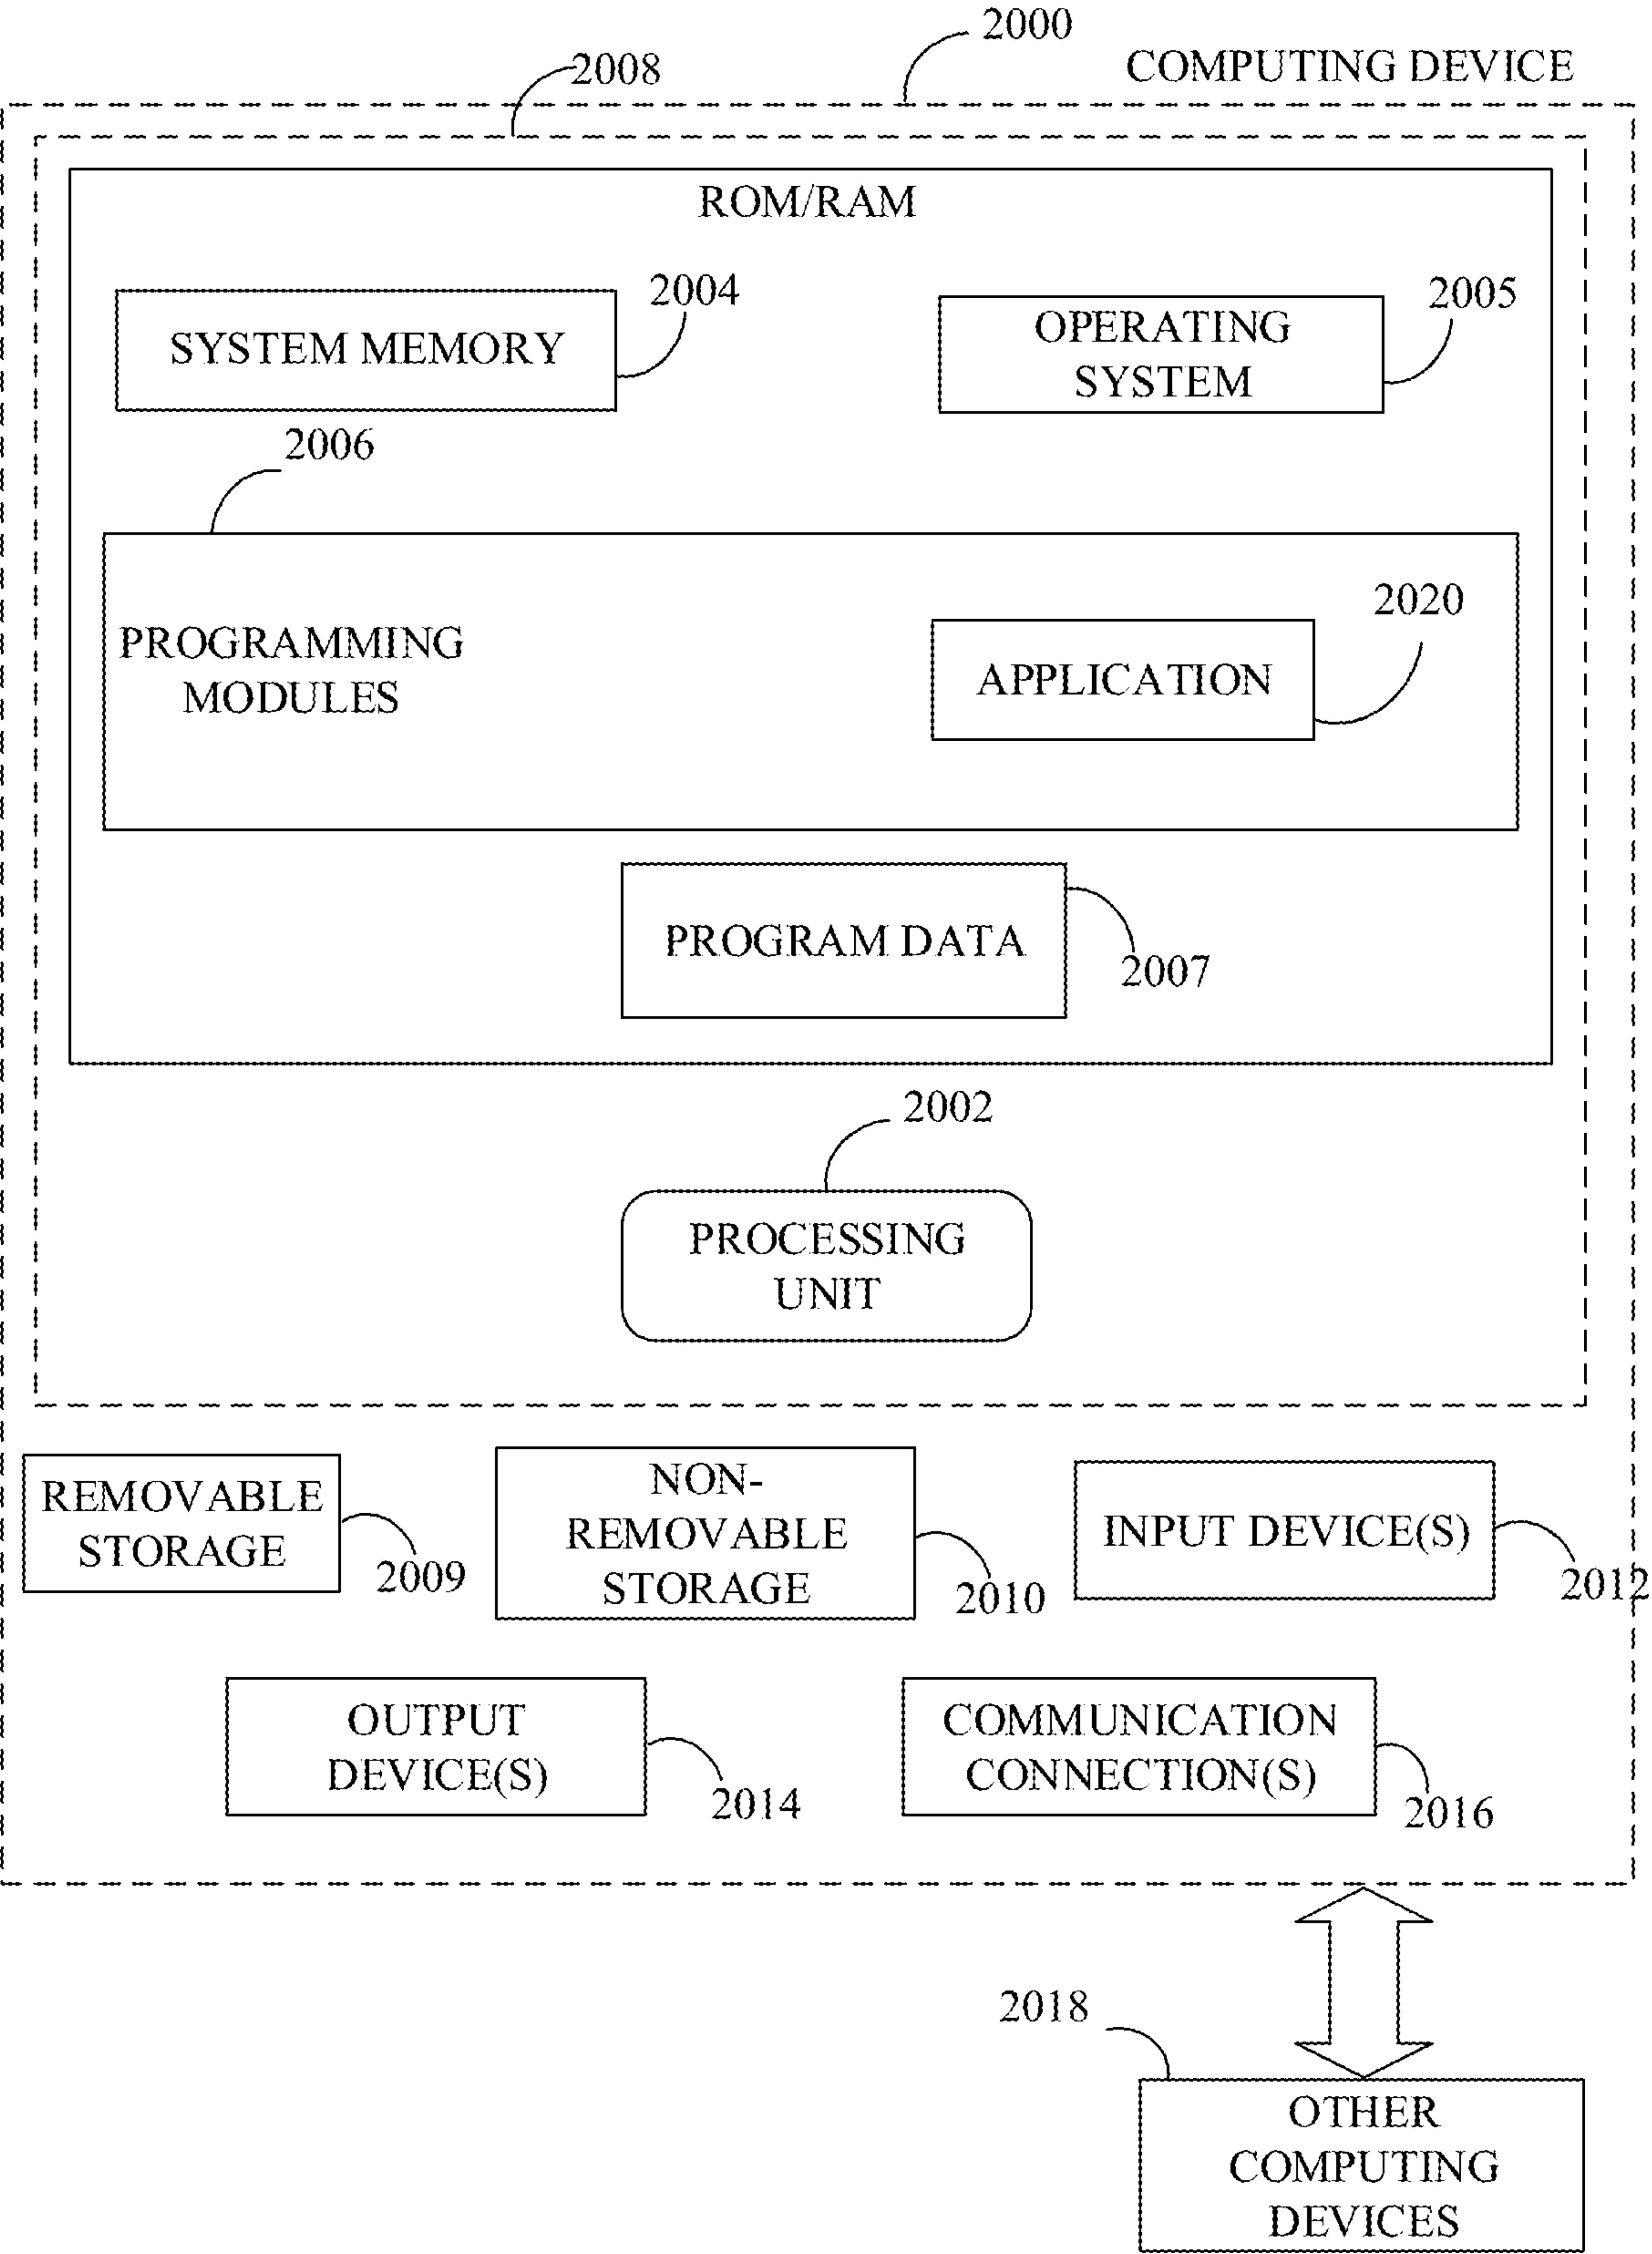 2000
COMPUTING DEVICE
2008
ROM/RAM
2004
SYSTEM MEMORY
2005
OPERATING
SYSTEM
2006
PROGRAMMING
MODULES
2020
APPLICATION
PROGRAM DATA
2007
2002
PROCESSING
UNIT
REMOVABLE
STORAGE
2009
NON-
REMOVABLE
STORAGE
2010
INPUT DEVICE(S)
2012
OUTPUT
DEVICE(S)
2014
COMMUNICATION
CONNECTION(S)
2016
2018
OTHER
COMPUTING
DEVICES